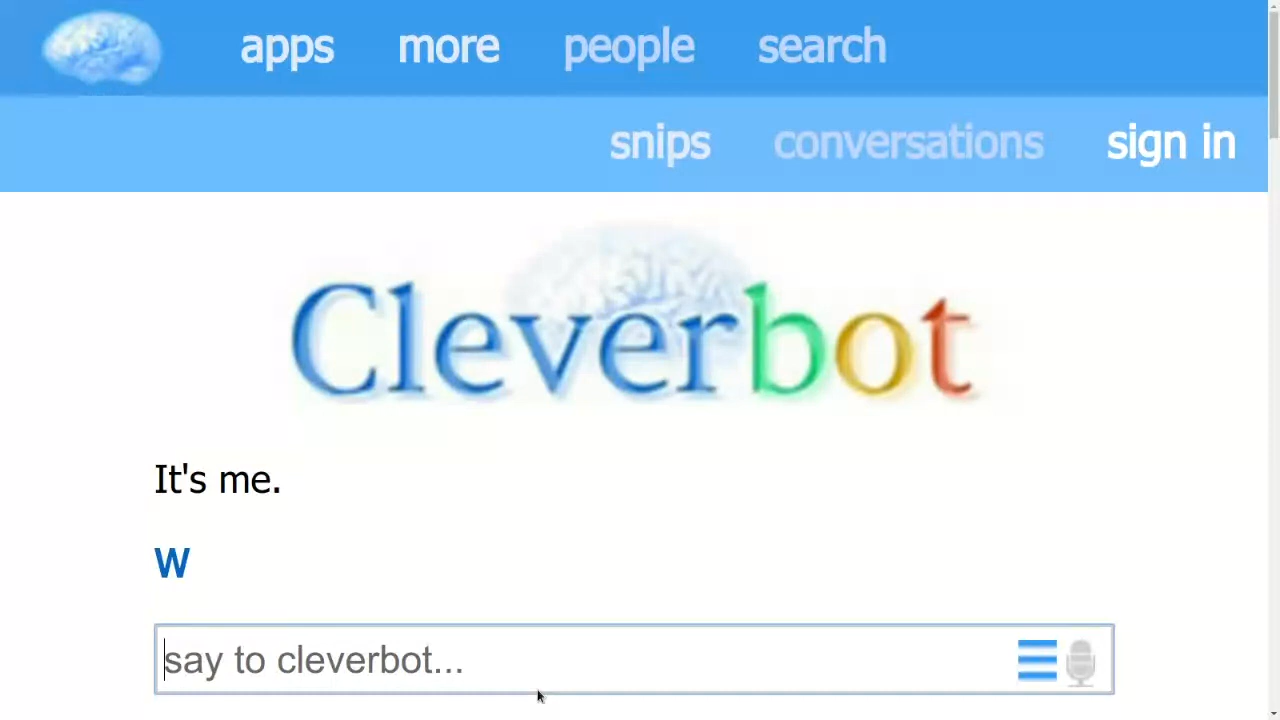 apps more people search
snips conversations sign in
Cleverbot
It's me.
W
say to cleverbot...